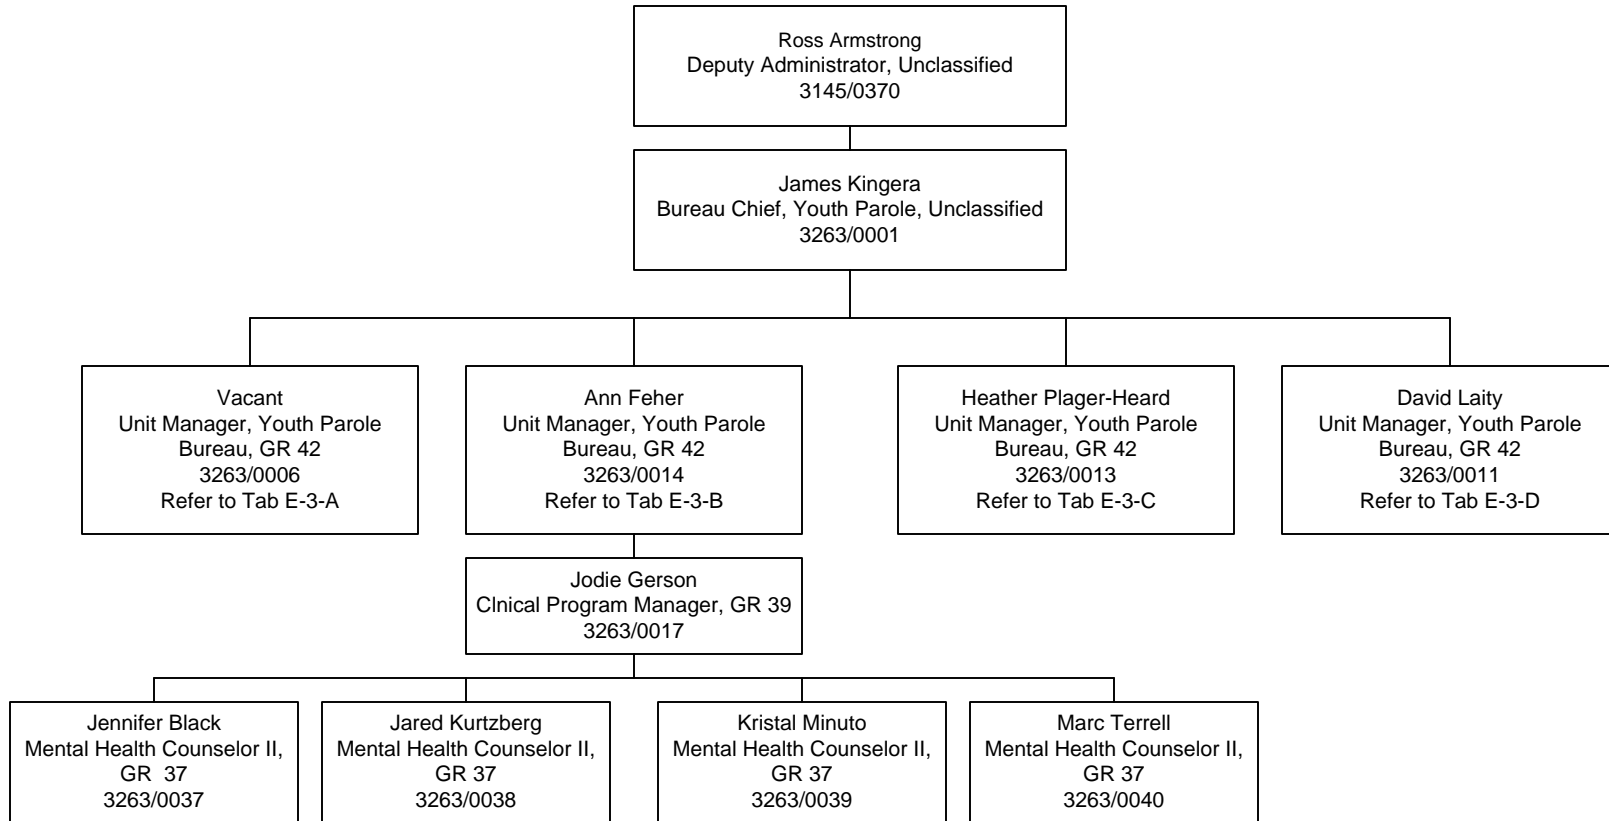 Ross Armstrong
Deputy Administrator, Unclassified
3145/0370
James Kingera
Bureau Chief, Youth Parole, Unclassified
3263/0001
Vacant
Unit Manager, Youth Parole
Bureau, GR 42
3263/0006
Refer to Tab E-3-A
Ann Feher
Unit Manager, Youth Parole
Bureau, GR 42
3263/0014
Refer to Tab E-3-B
Heather Plager-Heard
Unit Manager, Youth Parole
Bureau, GR 42
3263/0013
Refer to Tab E-3-C
David Laity
Unit Manager, Youth Parole
Bureau, GR 42
3263/0011
Refer to Tab E-3-D
Jodie Gerson
Clnical Program Manager, GR 39
3263/0017
Jennifer Black
Mental Health Counselor II,
GR  37
3263/0037
Jared Kurtzberg
Mental Health Counselor II,
GR 37
3263/0038
Kristal Minuto
Mental Health Counselor II,
GR 37
3263/0039
Marc Terrell
Mental Health Counselor II,
GR 37
3263/0040